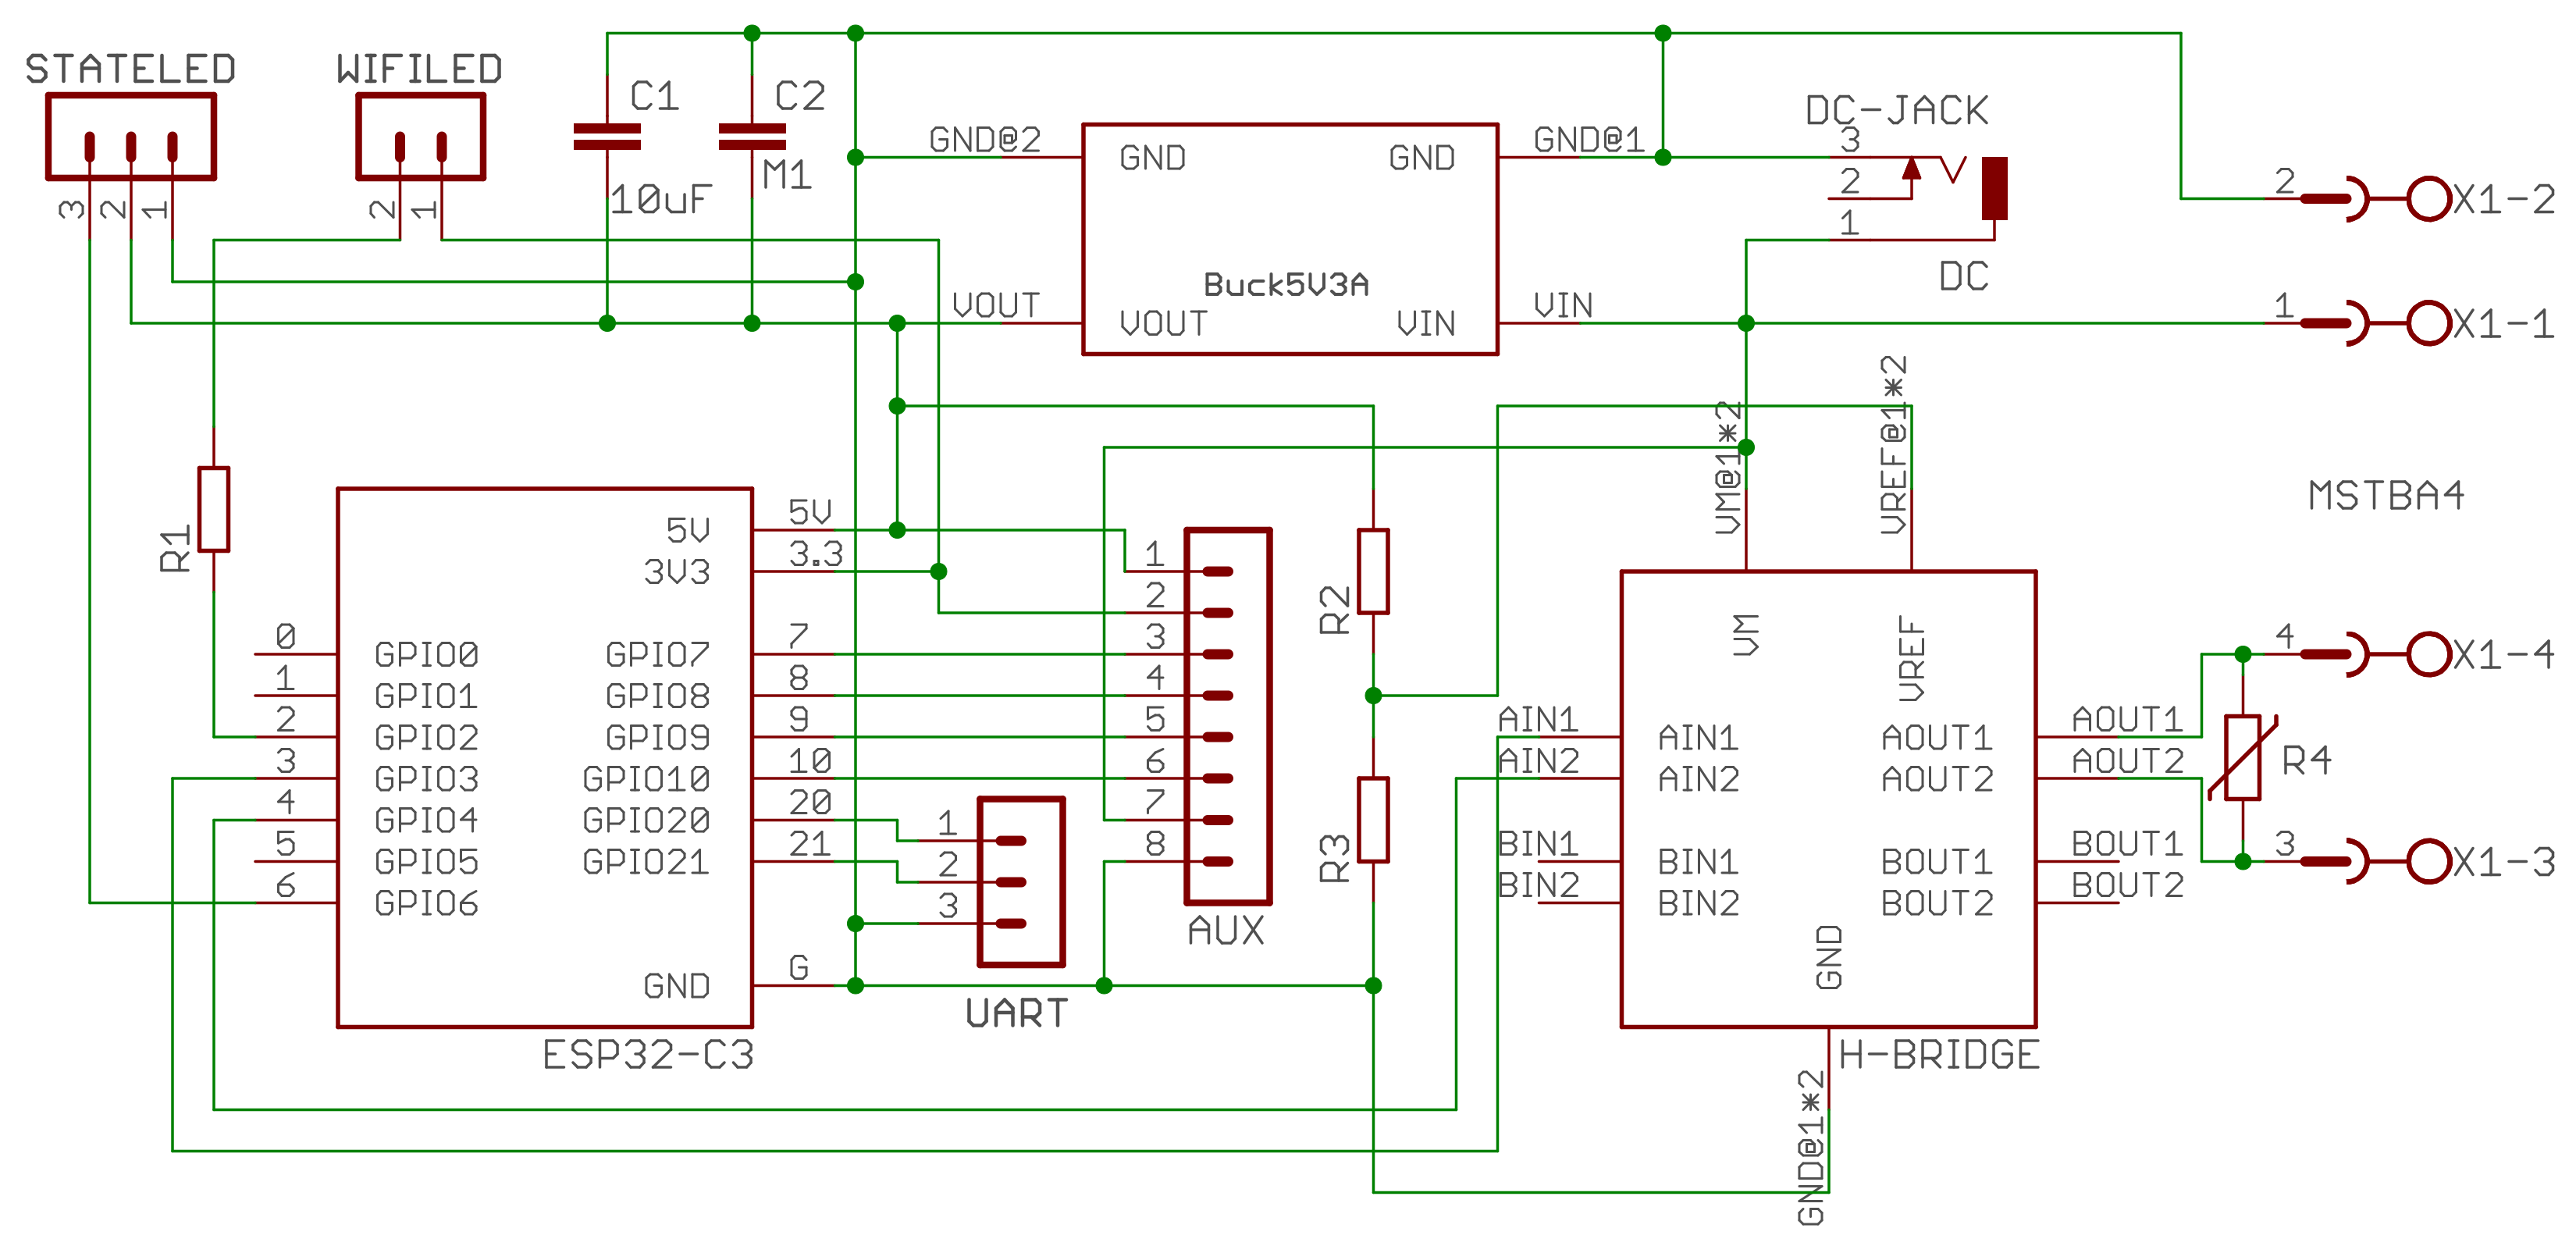 STATELED
3
2
1
WIFILED
2
1
C1
10uF
C2
M1
GND@2
VOUT
GND
GND
Buck5V3A
VOUT
VIN
GND@1
VIN
DC-JACK
3
2
1
DC
2
X1-2
1
X1-1
MSTBA4
R1
0
1
2
3
4
5
6
GPIO0
GPIO1
GPIO2
GPIO3
GPIO4
GPIO5
GPIO6
5V
3V3
GPIO7
GPIO8
GPIO9
GPIO10
GPIO20
GPIO21
GND
5V
3.3
7
8
9
10
20
21
G
ESP32-C3
1
2
3
UART
1
2
3
4
5
6
7
8
AUX
R2
R3
VM@1*2
VREF@1*2
AIN1
AIN2
BIN1
BIN2
VM
VREF
AIN1
AIN2
BIN1
BIN2
AOUT1
AOUT2
BOUT1
BOUT2
GND
AOUT1
AOUT2
BOUT1
BOUT2
H-BRIDGE
GND@1*2
R4
4
X1-4
3
X1-3